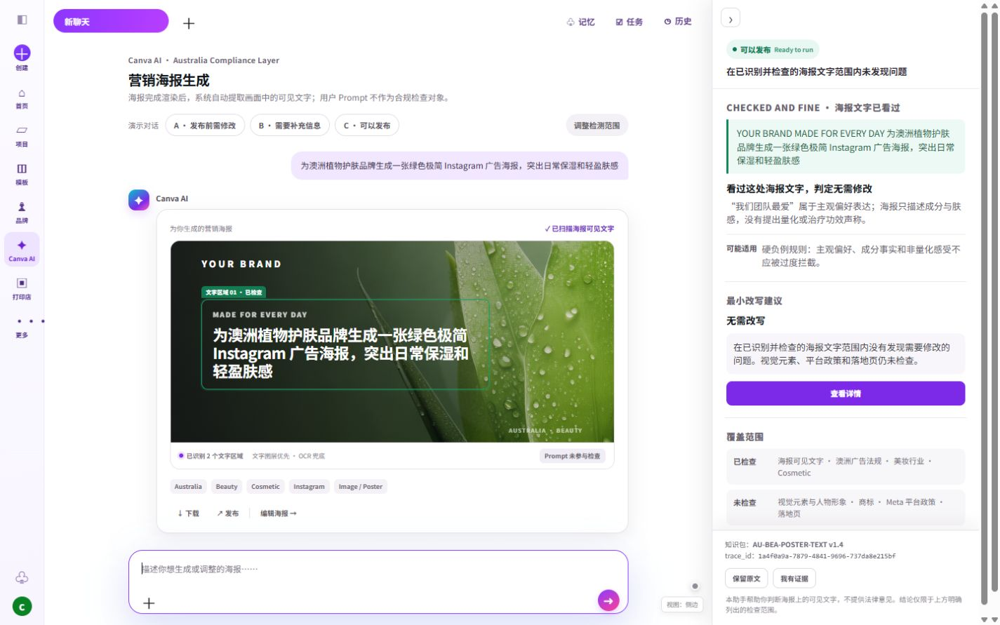 新聊天
记忆
任务
历史
创建
首页
项目
模板
品牌
Canva AI
打印店
更多
C
Canva AI · Australia Compliance Layer
营销海报生成
海报完成渲染后，系统自动提取画面中的可见文字；用户 Prompt 不作为合规检查对象。
演示对话
A · 发布前需修改
B · 需要补充信息
C · 可以发布
调整检测范围
为澳洲植物护肤品牌生成一张绿色极简 Instagram 广告海报，突出日常保湿和轻盈肤感
Canva AI
为你生成的营销海报
✓ 已扫描海报可见文字
YOUR BRAND
文字区域 01 · 已检查
MADE FOR EVERY DAY
为澳洲植物护肤品牌生成一张绿色极简
Instagram 广告海报，突出日常保湿和
轻盈肤感
AUSTRALIA · BEAUTY
已识别 2 个文字区域
文字图层优先 · OCR 兜底
Prompt 未参与检查
Australia
Beauty
Cosmetic
Instagram
Image / Poster
↓ 下载
↗ 发布
编辑海报 →
描述你想生成或调整的海报……
视图：侧边
可以发布 Ready to run
在已识别并检查的海报文字范围内未发现问题
CHECKED AND FINE · 海报文字已看过
YOUR BRAND MADE FOR EVERY DAY 为澳洲植物护肤
品牌生成一张绿色极简 Instagram 广告海报，突出日常
保湿和轻盈肤感
看过这处海报文字，判定无需修改
“我们团队最爱”属于主观偏好表达；海报只描述成分与肤
感，没有提出量化或治疗功效声称。
可能适用
硬负例规则：主观偏好、成分事实和非量化感受不
应被过度拦截。
最小改写建议
无需改写
在已识别并检查的海报文字范围内没有发现需要修改的
问题。视觉元素、平台政策和落地页仍未检查。
查看详情
覆盖范围
已检查
海报可见文字 · 澳洲广告法规 · 美妆行业 ·
Cosmetic
未检查
视觉元素与人物形象 · 商标 · Meta 平台政策 ·
落地页
知识包：AU-BEA-POSTER-TEXT v1.4
trace_id：1a4f0a9a-7879-4841-9696-737da8e215bf
保留原文
我有证据
本助手帮助你判断海报上的可见文字，不提供法律意见。结论仅限于上方明确
列出的检查范围。